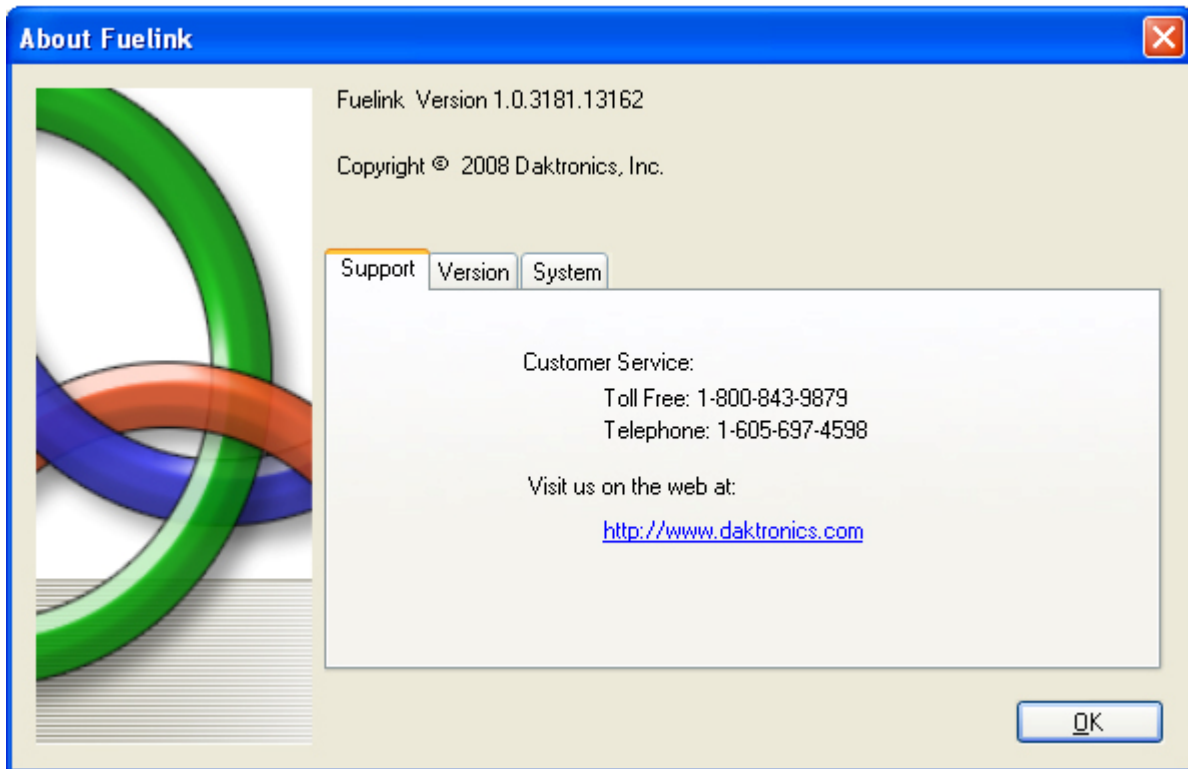 About Fuelink
Fuelink Version 1.0.3181.13162
Copyright © 2008 Daktronics, Inc.
Support Version System
Customer Service:
Toll Free: 1-800-843-9879
Telephone: 1-605-697-4598
Visit us on the web at:
http://www.daktronics.com
OK